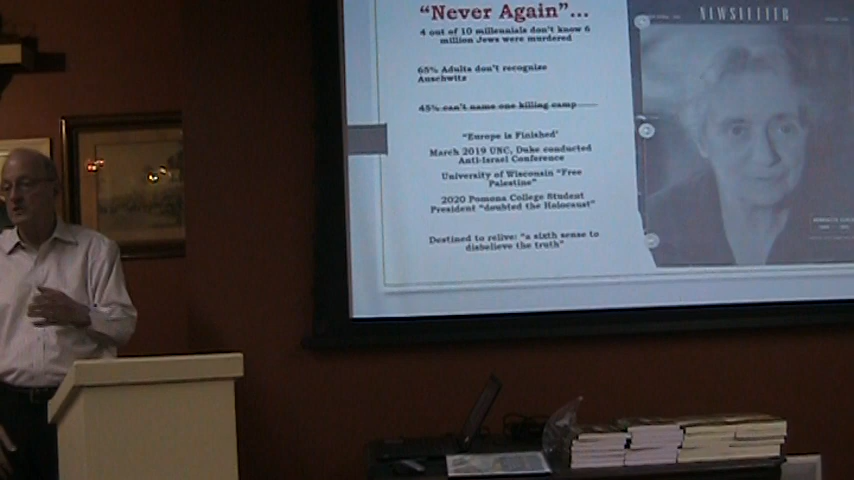 "Never Again"...
4 out of 10 millennials don't know 6
million Jews were murdered
65% Adults don't recognize
Auschwitz
45% can't name one killing camp
"Europe is Finished'
March 2019 UNC, Duke conducted
Anti-Israel Conference
University of Wisconsin "Free
Palestine"
2020 Pomona College Student
President "doubted the Holocaust"
Destined to relive: "a sixth sense to
disbelieve the truth"
NEWSLETTER